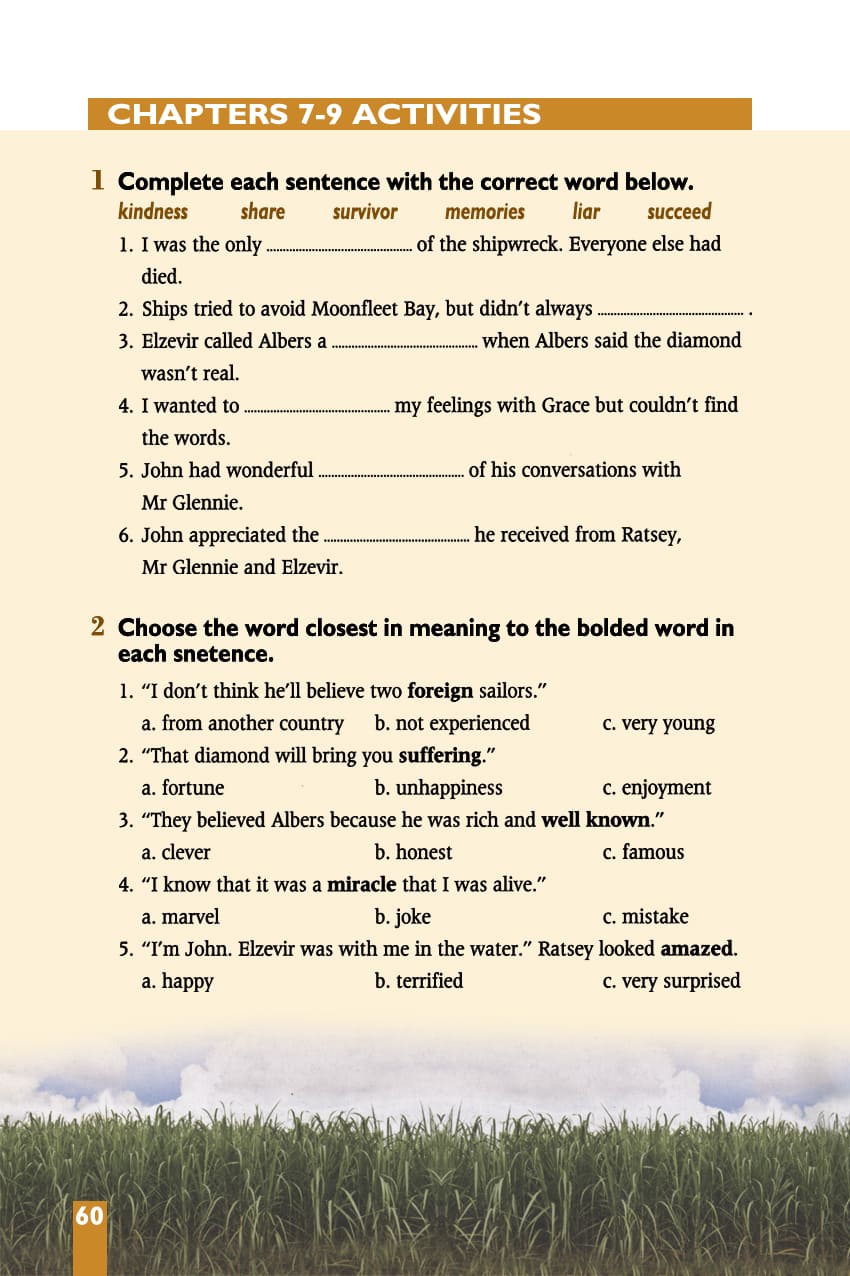 CHAPTERS 7-9 ACTIVITIES
1 Complete each sentence with the correct word below.
kindness share survivor memories liar succeed
1. I was the only ............................................. of the shipwreck. Everyone else had
died.
2. Ships tried to avoid Moonfleet Bay, but didn't always ............................................. .
3. Elzevir called Albers a ............................................. when Albers said the diamond
wasn't real.
4. I wanted to ............................................. my feelings with Grace but couldn't find
the words.
5. John had wonderful ............................................. of his conversations with
Mr Glennie.
6. John appreciated the ............................................. he received from Ratsey,
Mr Glennie and Elzevir.
2 Choose the word closest in meaning to the bolded word in
each snetence.
1. “I don't think he'll believe two foreign sailors.”
a. from another country b. not experienced c. very young
2. “That diamond will bring you suffering.”
a. fortune b. unhappiness c. enjoyment
3. “They believed Albers because he was rich and well known.”
a. clever b. honest c. famous
4. “I know that it was a miracle that I was alive.”
a. marvel b. joke c. mistake
5. “I'm John. Elzevir was with me in the water.” Ratsey looked amazed.
a. happy b. terrified c. very surprised
60